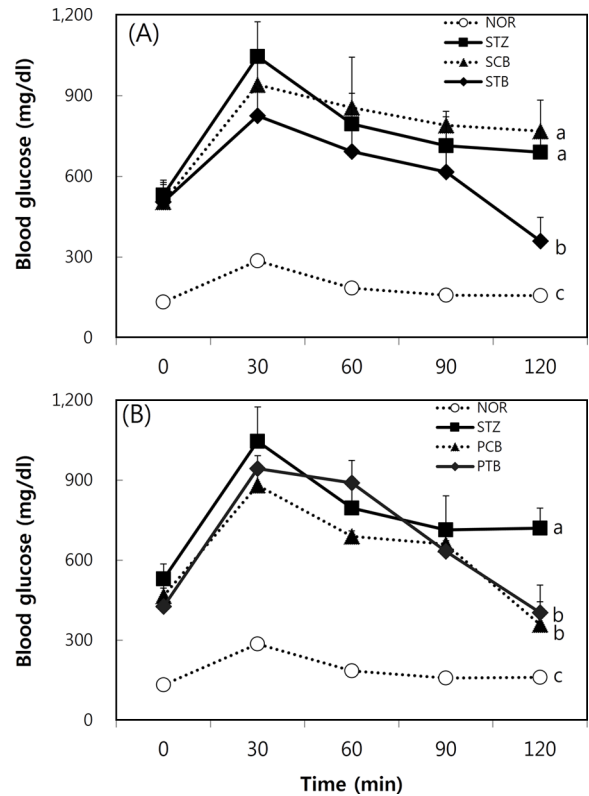 (A)
NOR
STZ
SCB
STB
Blood glucose (mg/dl)
1,200
900
600
300
0
a
a
b
c
0 30 60 90 120
(B)
NOR
STZ
PCB
PTB
Blood glucose (mg/dl)
1,200
900
600
300
0
a
b
b
c
0 30 60 90 120
Time (min)